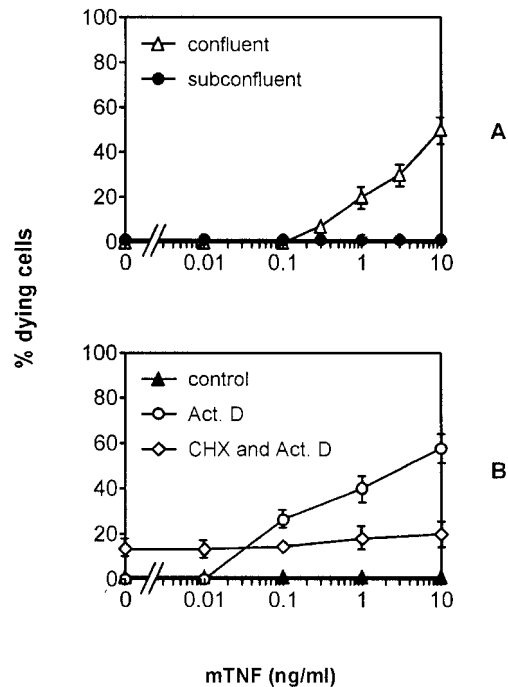 100
80
60
40
20
0
confluent
subconfluent
A
0 0.01 0.1 1 10
% dying cells
100
80
60
40
20
0
control
Act. D
CHX and Act. D
B
0 0.01 0.1 1 10
mTNF (ng/ml)